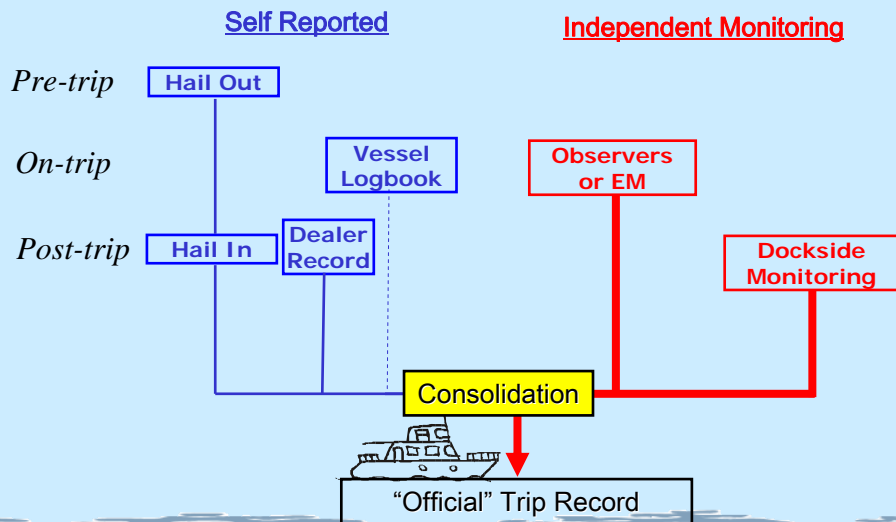 Self Reported
Independent Monitoring
Pre-trip
Hail Out
On-trip
Vessel
Logbook
Observers
or EM
Post-trip
Hail In
Dealer
Record
Dockside
Monitoring
Consolidation
“Official” Trip Record